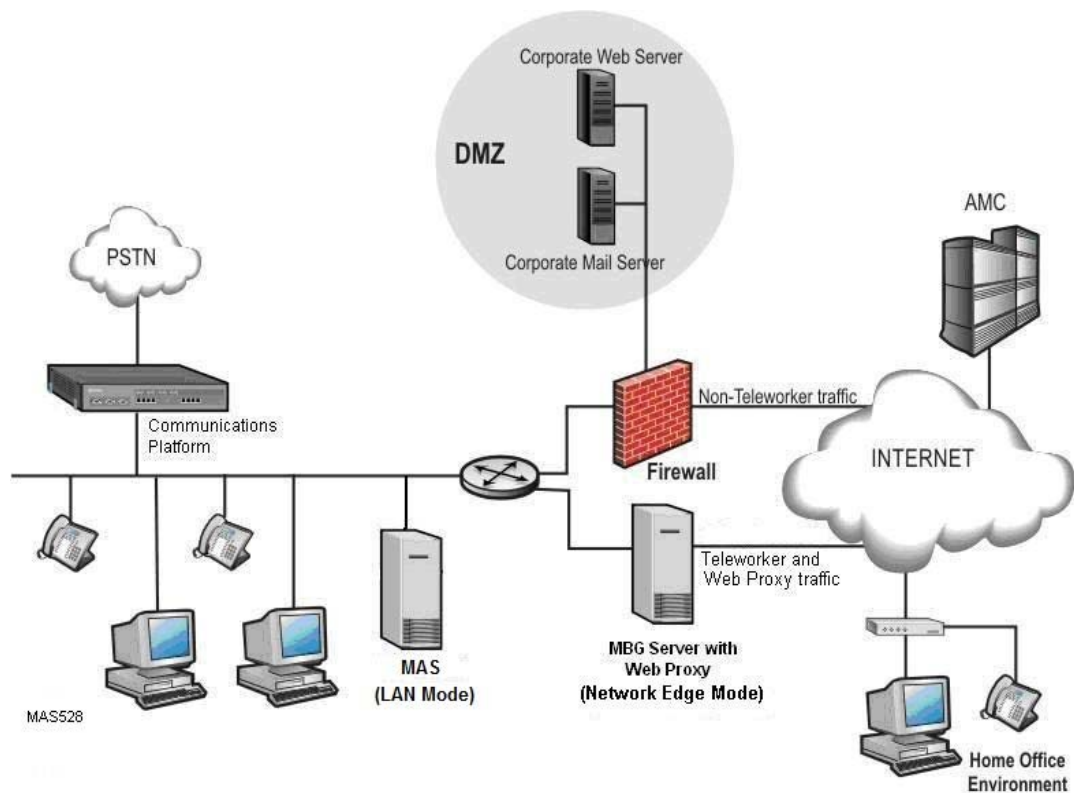 Corporate Web Server
DMZ
Corporate Mail Server
AMC
PSTN
Communications
Platform
Non-Teleworker traffic
Firewall
INTERNET
Teleworker and
Web Proxy traffic
MAS
(LAN Mode)
MBG Server with
Web Proxy
(Network Edge Mode)
MAS528
Home Office
Environment